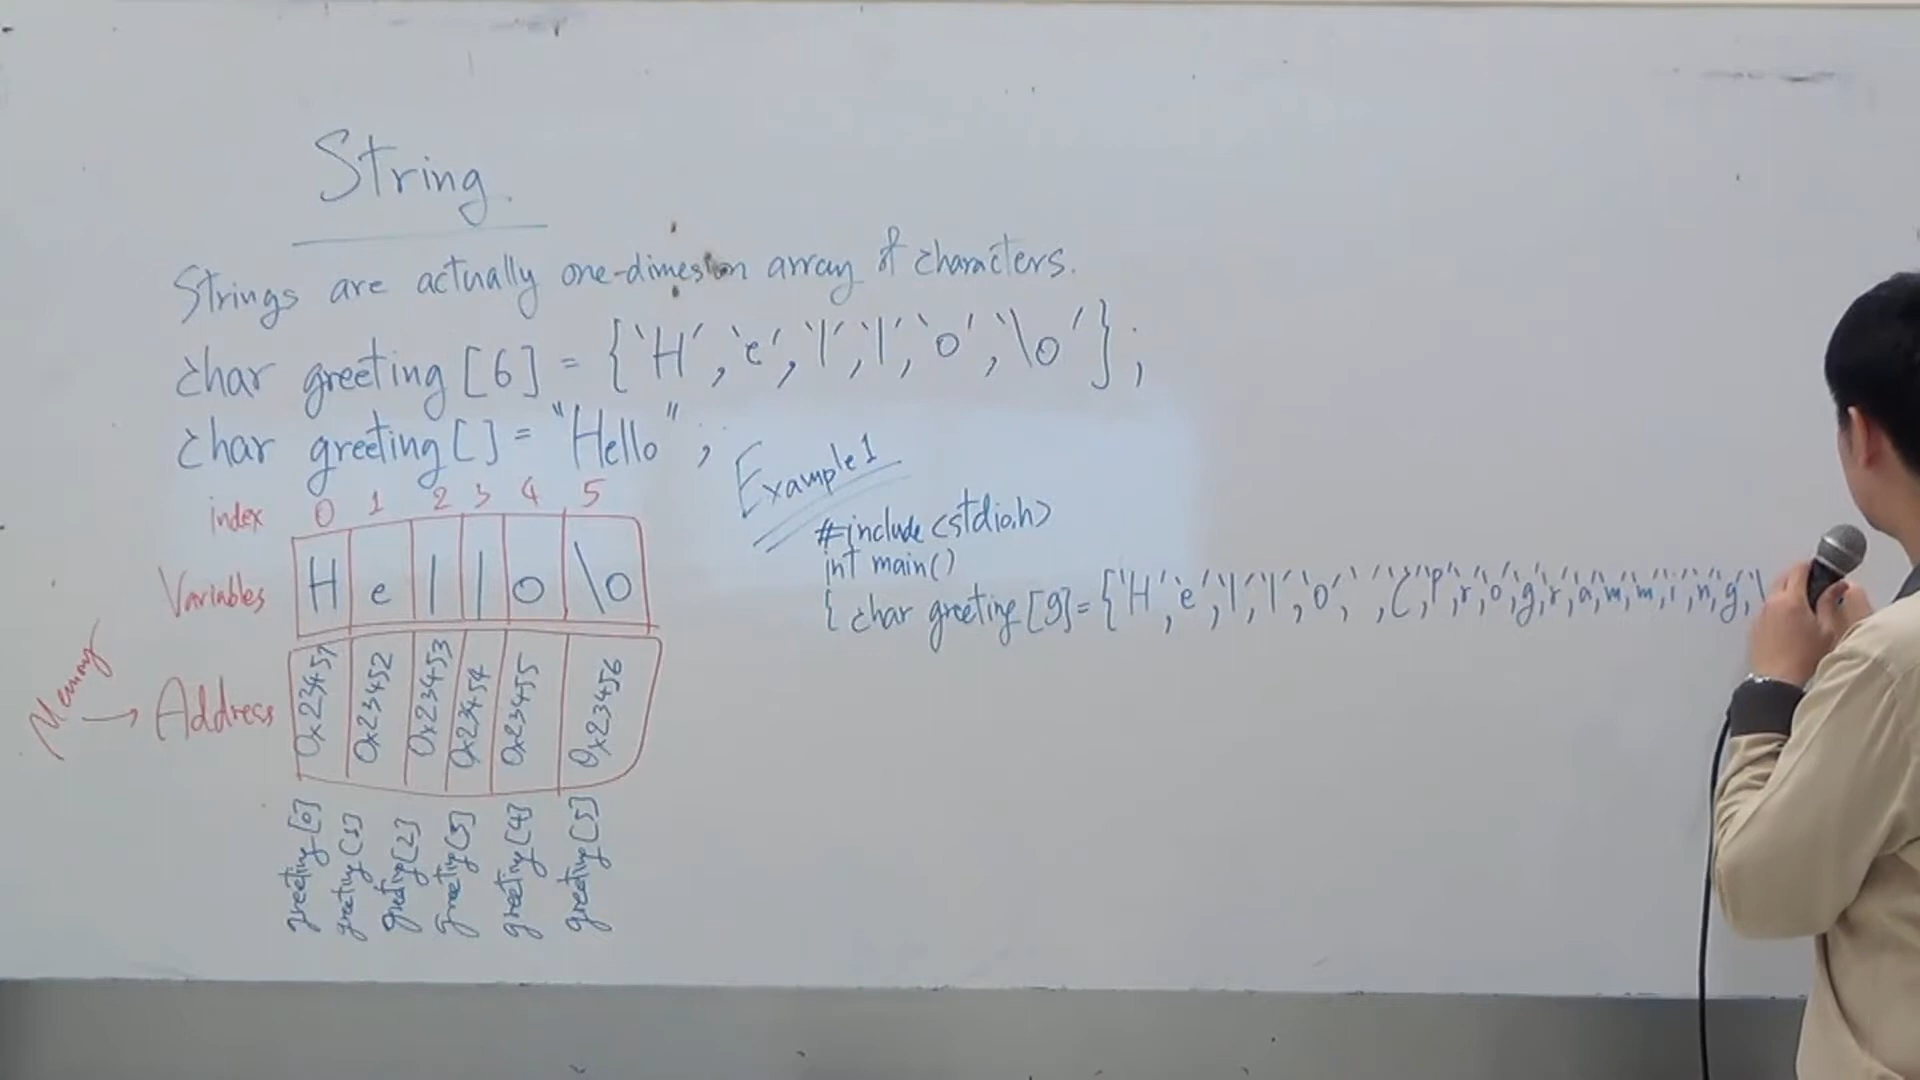 String
Strings are actually one-dimesion array of characters.
char greeting [6] = {'H','e','l','l','o','\0'};
char greeting[] = "Hello";
index 0 1 2 3 4 5
Variables H e l l o \0
Memory → Address 0x23451 0x23452 0x23453 0x23454 0x23455 0x23456
greeting[0] greeting[1] greeting[2] greeting[3] greeting[4] greeting[5]
Example 1
#include <stdio.h>
int main()
{ char greeting [9] = {'H','e','l','l','o',' ','C','P','r','o','g','r','a','m','m','i','n','g','\